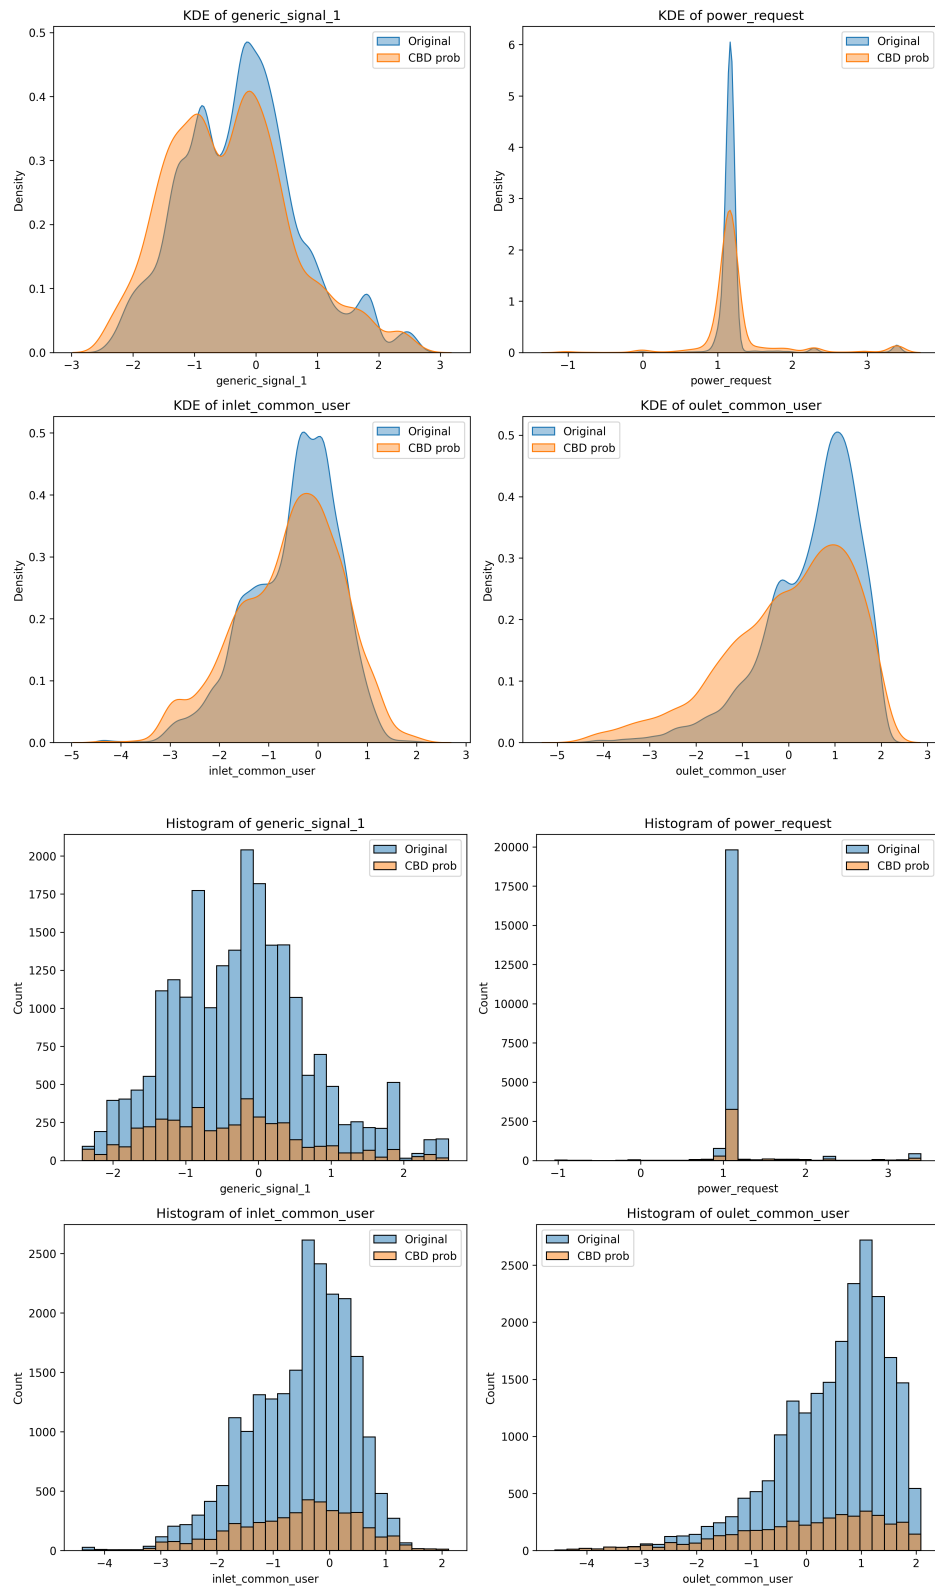 KDE of generic_signal_1
0.5
0.4
0.3
0.2
0.1
0.0
Density
Original
CBD prob
−3 −2 −1 0 1 2 3
generic_signal_1
KDE of power_request
6
5
4
3
2
1
0
Density
Original
CBD prob
−1 0 1 2 3
power_request
KDE of inlet_common_user
0.5
0.4
0.3
0.2
0.1
0.0
Density
Original
CBD prob
−5 −4 −3 −2 −1 0 1 2 3
inlet_common_user
KDE of oulet_common_user
0.5
0.4
0.3
0.2
0.1
0.0
Density
Original
CBD prob
−5 −4 −3 −2 −1 0 1 2 3
oulet_common_user
Histogram of generic_signal_1
2000
1750
1500
1250
1000
750
500
250
0
Count
Original
CBD prob
−2 −1 0 1 2
generic_signal_1
Histogram of power_request
20000
17500
15000
12500
10000
7500
5000
2500
0
Count
Original
CBD prob
−1 0 1 2 3
power_request
Histogram of inlet_common_user
2500
2000
1500
1000
500
0
Count
Original
CBD prob
−4 −3 −2 −1 0 1 2
inlet_common_user
Histogram of oulet_common_user
2500
2000
1500
1000
500
0
Count
Original
CBD prob
−4 −3 −2 −1 0 1 2
oulet_common_user